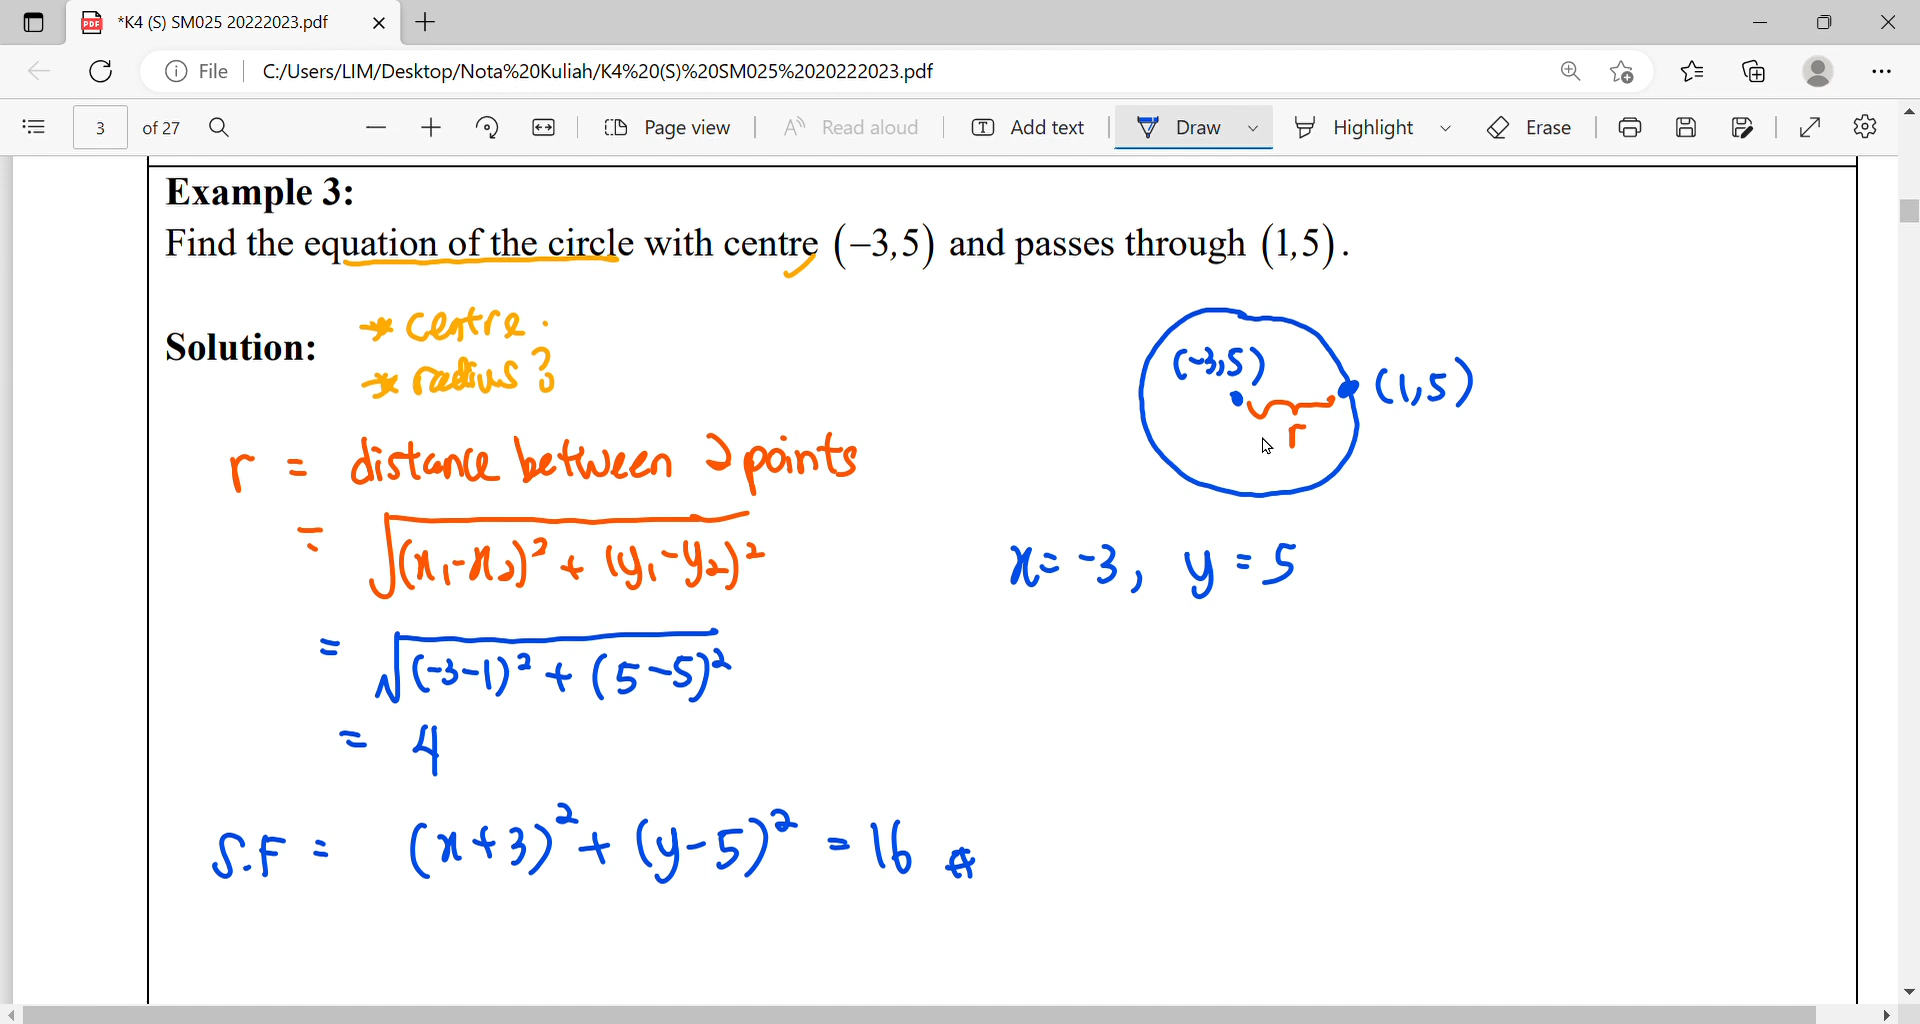 *K4 (S) SM025 20222023.pdf
File C:/Users/LIM/Desktop/Nota%20Kuliah/K4%20(S)%20SM025%2020222023.pdf
3 of 27 Page view Read aloud Add text Draw Highlight Erase
Example 3:
Find the equation of the circle with centre (−3,5) and passes through (1,5).
Solution:
* centre.
* radius?
(-3,5)
(1,5)
r
r = distance between 2 points
= √(x₁-x₂)² + (y₁-y₂)²
x = -3, y = 5
= √(-3-1)² + (5-5)²
= 4
S.F = (x+3)² + (y-5)² = 16 #